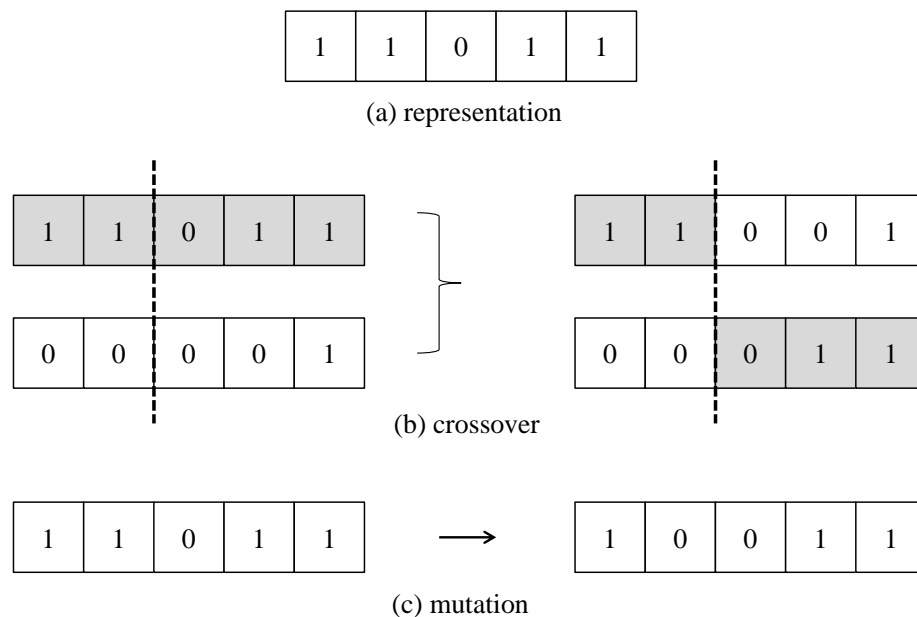 1 1 0 1 1
(a) representation
1 1 0 1 1 1 1 0 0 1
0 0 0 0 1 0 0 0 1 1
(b) crossover
1 1 0 1 1 1 0 0 1 1
(c) mutation